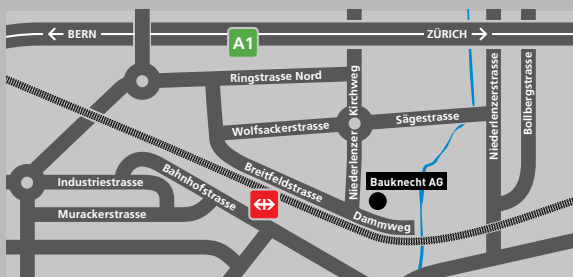 BERN
ZÜRICH
A1
Ringstrasse Nord
Niederlenzer Kirchweg
Niederlenzerstrasse
Bollbergstrasse
Wolfsackerstrasse
Sägestrasse
Industriestrasse
Bahnhofstrasse
Breitfeldstrasse
Bauknecht AG
Murackerstrasse
Dammweg